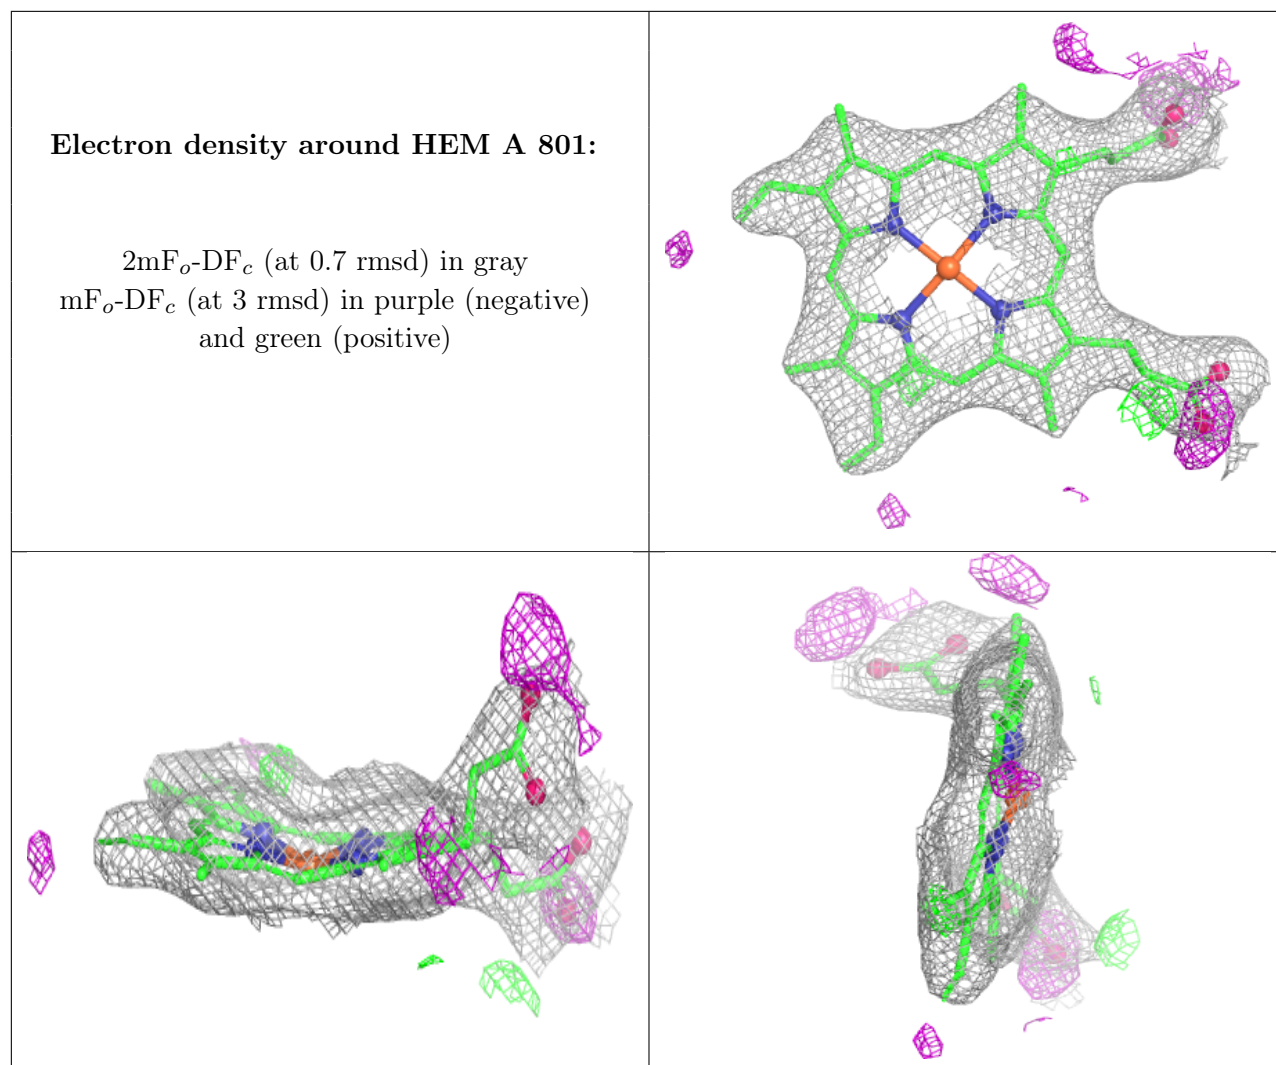 Electron density around HEM A 801:
2mFo-DFc (at 0.7 rmsd) in gray
mFo-DFc (at 3 rmsd) in purple (negative)
and green (positive)